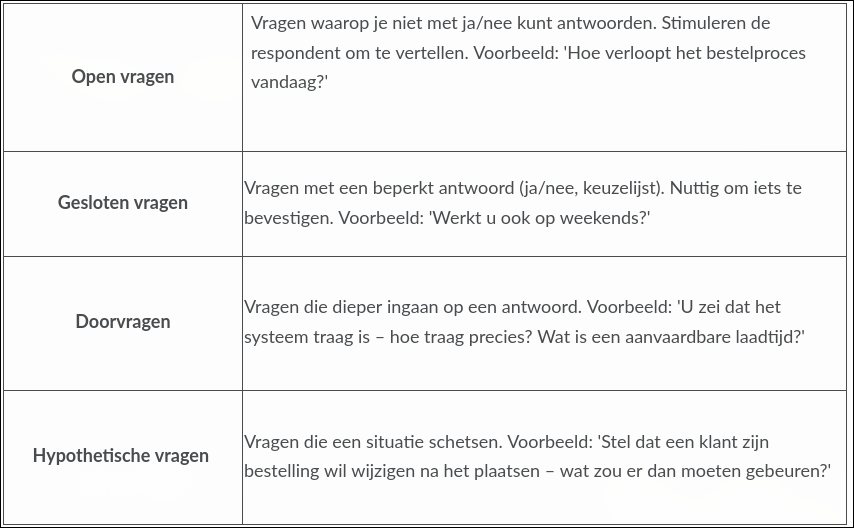 Open vragen
Vragen waarop je niet met ja/nee kunt antwoorden. Stimuleren de
respondent om te vertellen. Voorbeeld: 'Hoe verloopt het bestelproces
vandaag?'
Gesloten vragen
Vragen met een beperkt antwoord (ja/nee, keuzelijst). Nuttig om iets te
bevestigen. Voorbeeld: 'Werkt u ook op weekends?'
Doorvragen
Vragen die dieper ingaan op een antwoord. Voorbeeld: 'U zei dat het
systeem traag is – hoe traag precies? Wat is een aanvaardbare laadtijd?'
Hypothetische vragen
Vragen die een situatie schetsen. Voorbeeld: 'Stel dat een klant zijn
bestelling wil wijzigen na het plaatsen – wat zou er dan moeten gebeuren?'